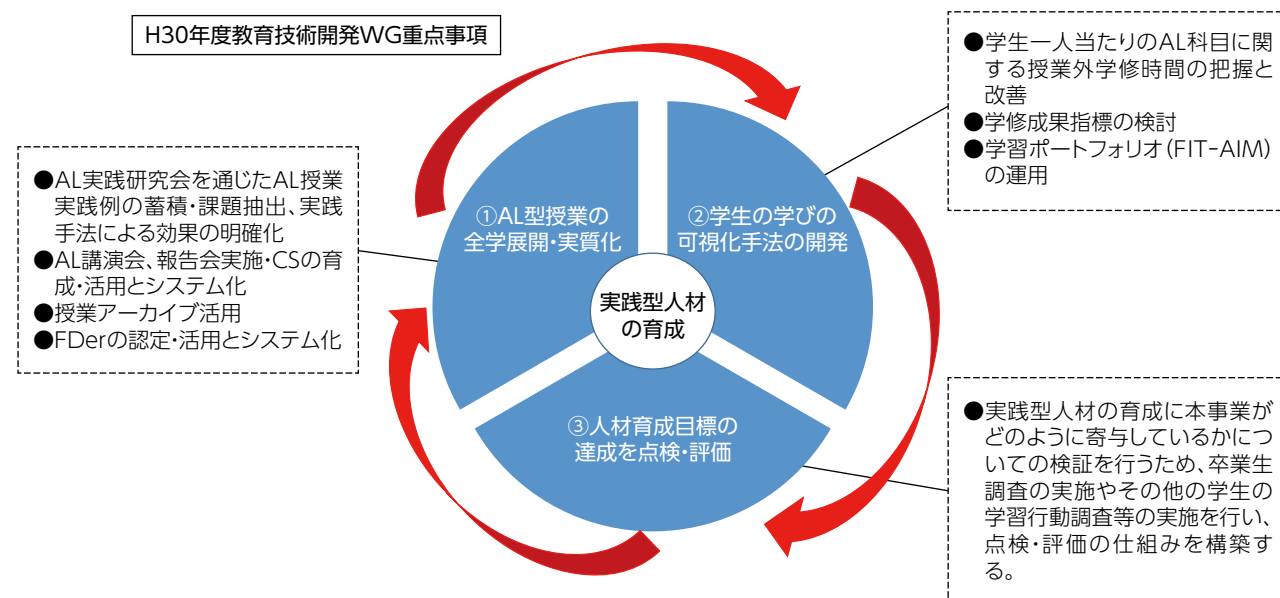 H30年度教育技術開発WG重点事項
●学生一人当たりのAL科目に関
する授業外学修時間の把握と
改善
●学修成果指標の検討
●学習ポートフォリオ(FIT-AIM)
の運用
●AL実践研究会を通じたAL授業
実践例の蓄積・課題抽出、実践
手法による効果の明確化
●AL講演会、報告会実施・CSの育
成・活用とシステム化
●授業アーカイブ活用
●FDerの認定・活用とシステム化
①AL型授業の
全学展開・実質化
②学生の学びの
可視化手法の開発
実践型人材
の育成
③人材育成目標の
達成を点検・評価
●実践型人材の育成に本事業が
どのように寄与しているかにつ
いての検証を行うため、卒業生
調査の実施やその他の学生の
学習行動調査等の実施を行い、
点検・評価の仕組みを構築す
る。